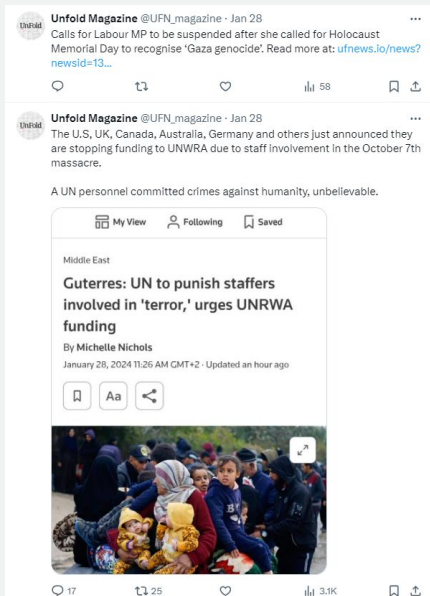 Unfold Magazine @UFN_magazine · Jan 28
Calls for Labour MP to be suspended after she called for Holocaust
Memorial Day to recognise ‘Gaza genocide’. Read more at: ufnews.io/news?
newsid=13...
58
UnFold
Unfold Magazine @UFN_magazine · Jan 28
The U.S, UK, Canada, Australia, Germany and others just announced they
are stopping funding to UNWRA due to staff involvement in the October 7th
massacre.
A UN personnel committed crimes against humanity, unbelievable.
UnFold
My View Following Saved
Middle East
Guterres: UN to punish staffers
involved in 'terror,' urges UNRWA
funding
By Michelle Nichols
January 28, 2024 11:26 AM GMT+2 · Updated an hour ago
Aa
17 25 3.1K